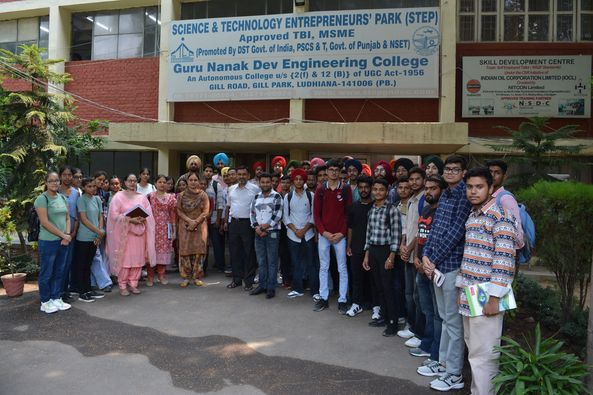 SCIENCE & TECHNOLOGY ENTREPRENEURS' PARK (STEP)
Approved TBI, MSME
(Promoted By DST Govt. of India, PSCS & T, Govt. of Punjab & NSET)
Guru Nanak Dev Engineering College
An Autonomous College u/s {2(f) & 12 (B)} of UGC Act-1956
GILL ROAD, GILL PARK, LUDHIANA-141006 (PB.)
SKILL DEVELOPMENT CENTRE
INDIAN OIL CORPORATION LIMITED (IOCL)
Limited
N·S·D·C